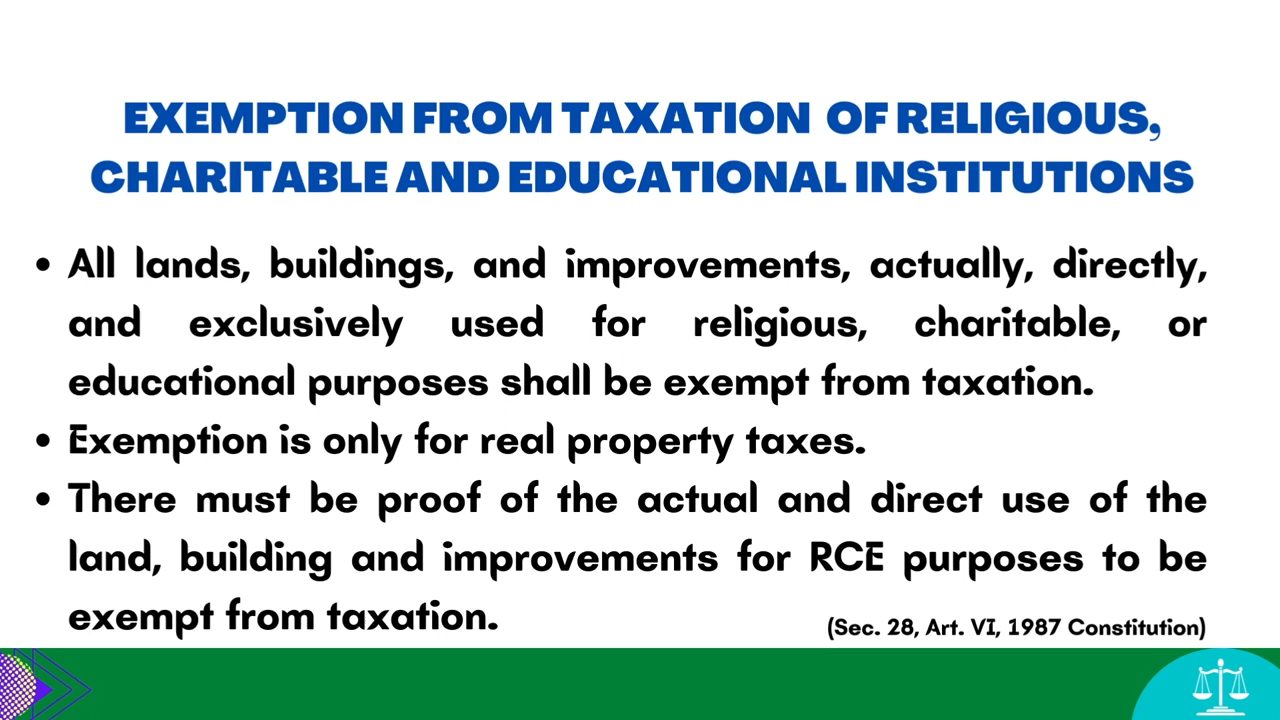 EXEMPTION FROM TAXATION OF RELIGIOUS,
CHARITABLE AND EDUCATIONAL INSTITUTIONS
• All lands, buildings, and improvements, actually, directly,
and exclusively used for religious, charitable, or
educational purposes shall be exempt from taxation.
• Exemption is only for real property taxes.
• There must be proof of the actual and direct use of the
land, building and improvements for RCE purposes to be
exempt from taxation.
(Sec. 28, Art. VI, 1987 Constitution)